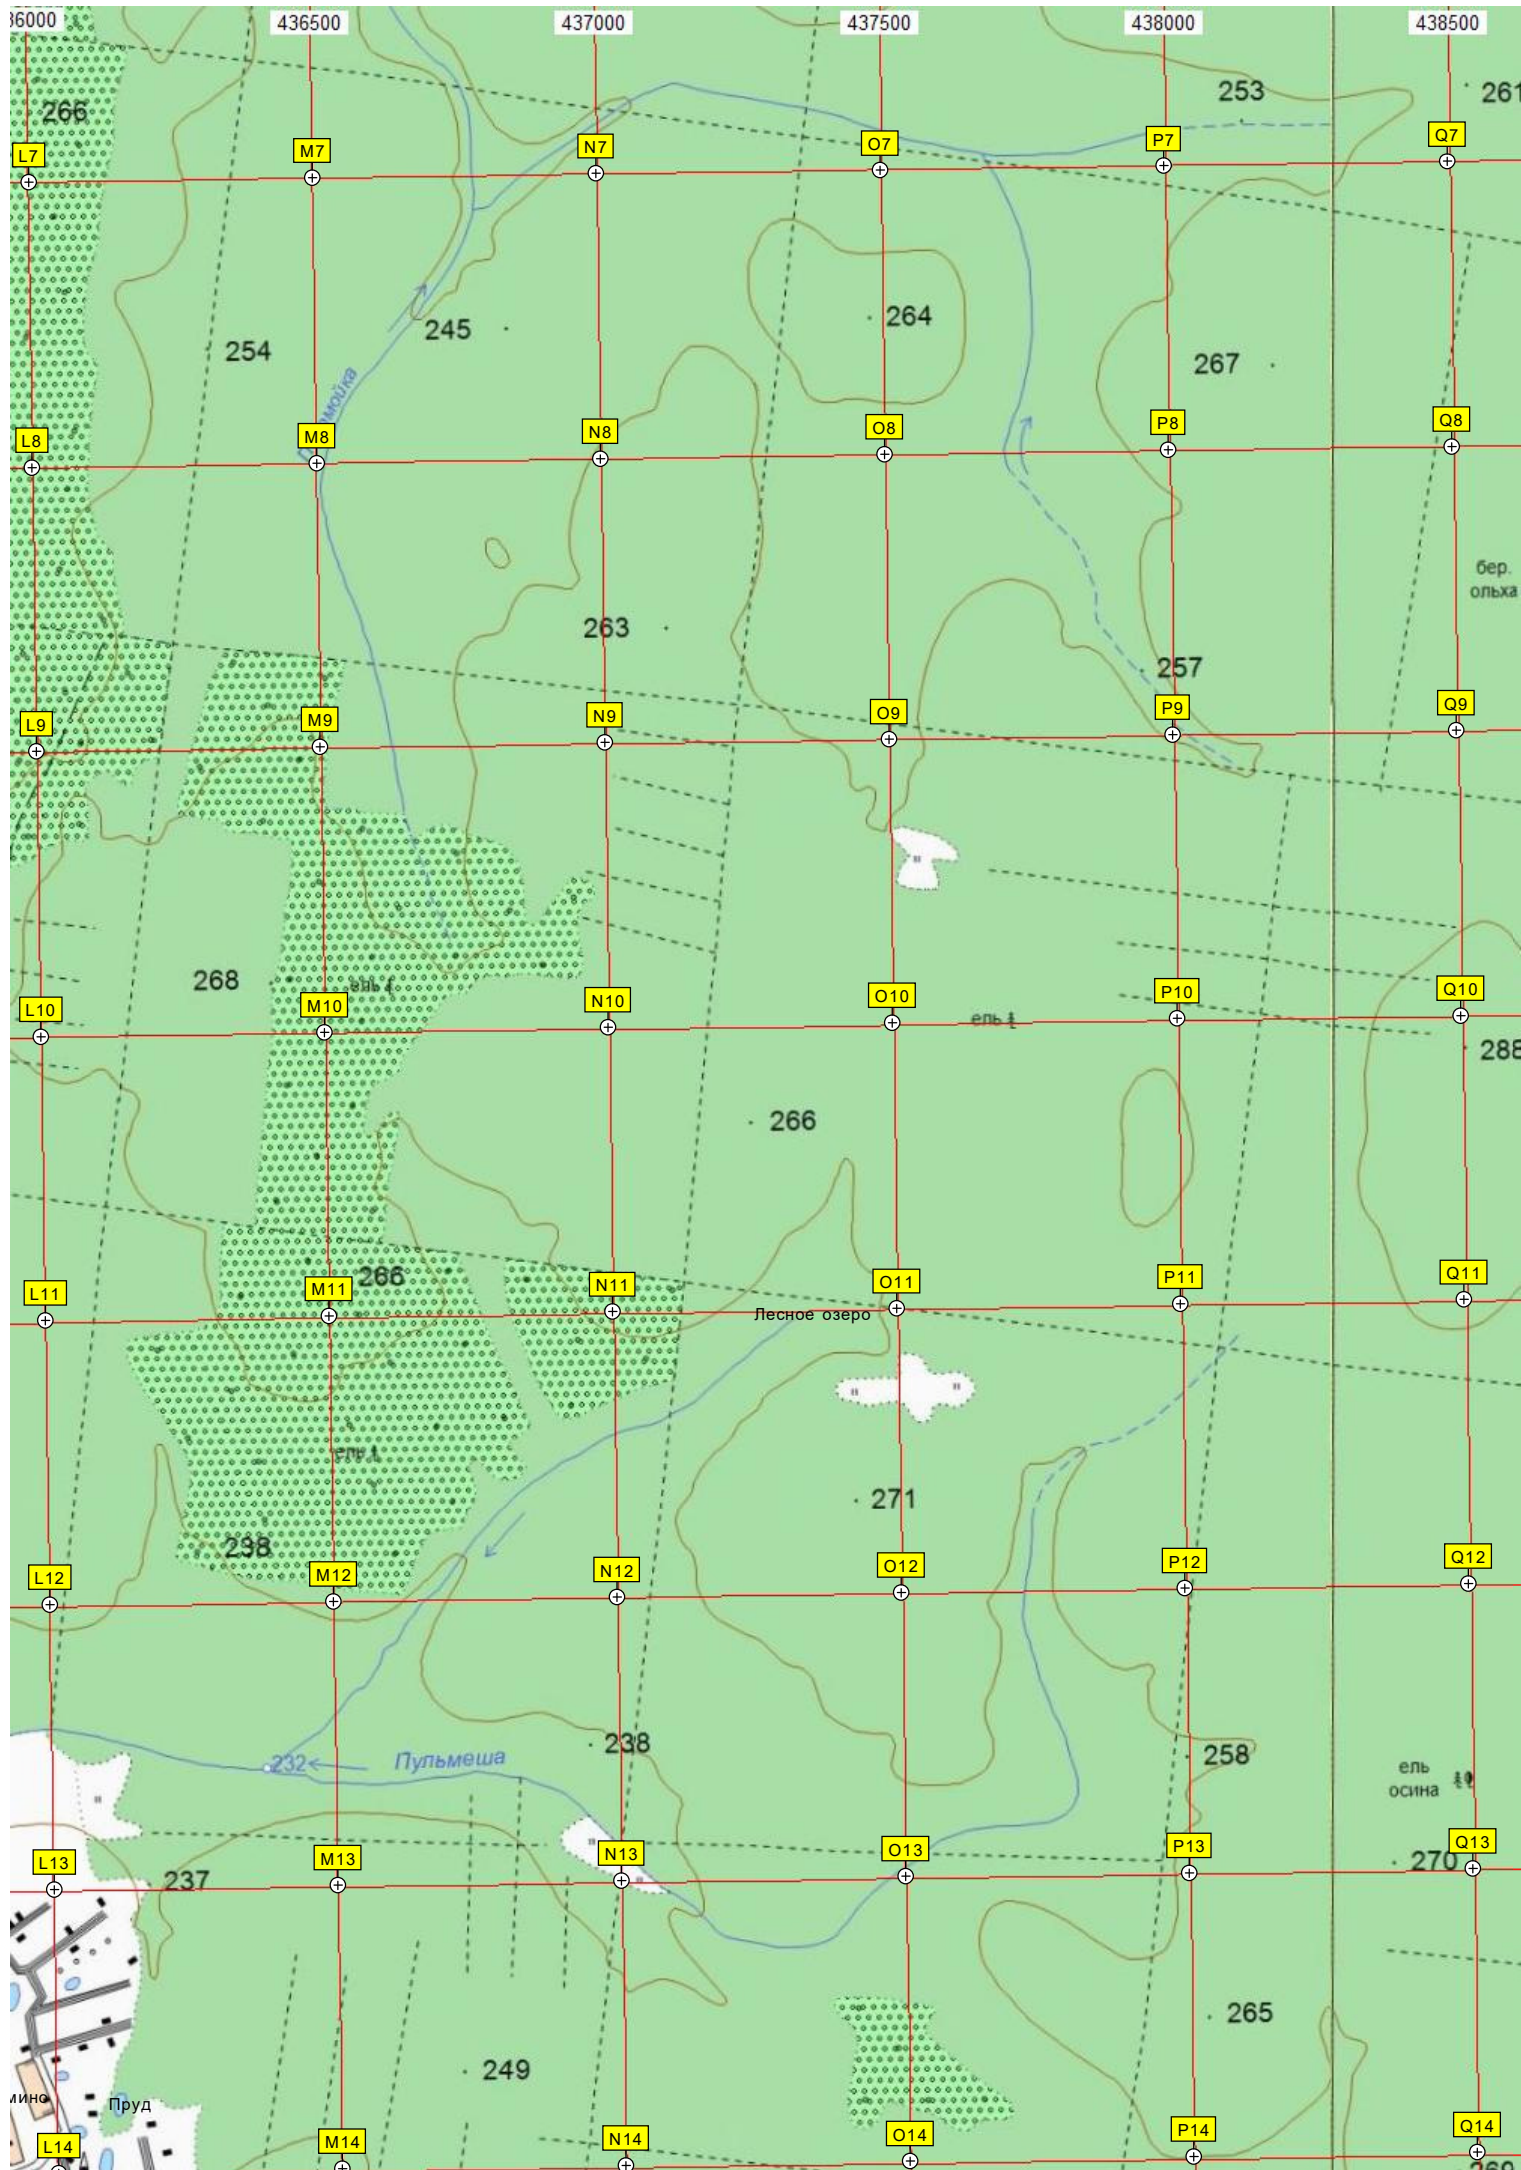 436500 437000 437500 438000 438500
253
266
L7 M7 N7 O7 P7 Q7
245 264
254 267
L8 M8 N8 O8 P8 Q8
бер.
ольха
263
257
L9 M9 N9 O9 P9 Q9
268 ель
L10 M10 N10 O10 P10 Q10
ель
288
266
266
L11 M11 N11 O11 P11 Q11
Лесное озеро
ель
271
238
L12 M12 N12 O12 P12 Q12
238
232 Пульмеша 258
ель
осина
L13 M13 N13 O13 P13 Q13
237 270
265
249
Пруд
L14 M14 N14 O14 P14 Q14